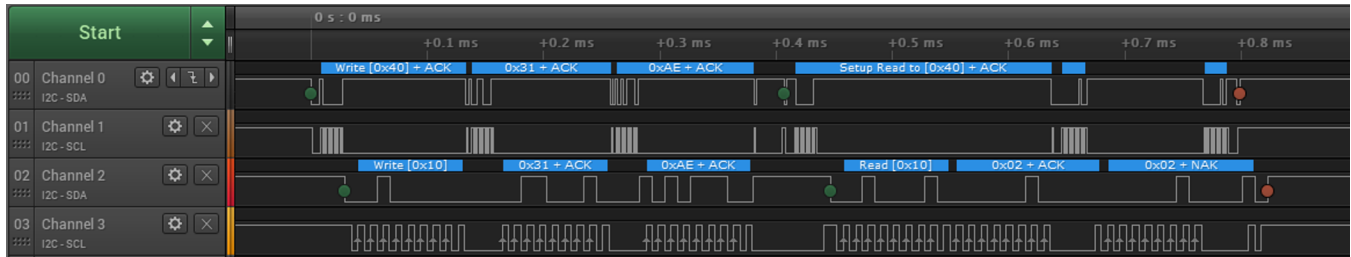 Start
0 s : 0 ms
+0.1 ms +0.2 ms +0.3 ms +0.4 ms +0.5 ms +0.6 ms +0.7 ms +0.8 ms
00 Channel 0
I2C - SDA
Write [0x40] + ACK 0x31 + ACK 0xAE + ACK Setup Read to [0x40] + ACK
01 Channel 1
I2C - SCL
02 Channel 2
I2C - SDA
Write [0x10] 0x31 + ACK 0xAE + ACK Read [0x10] 0x02 + ACK 0x02 + NAK
03 Channel 3
I2C - SCL